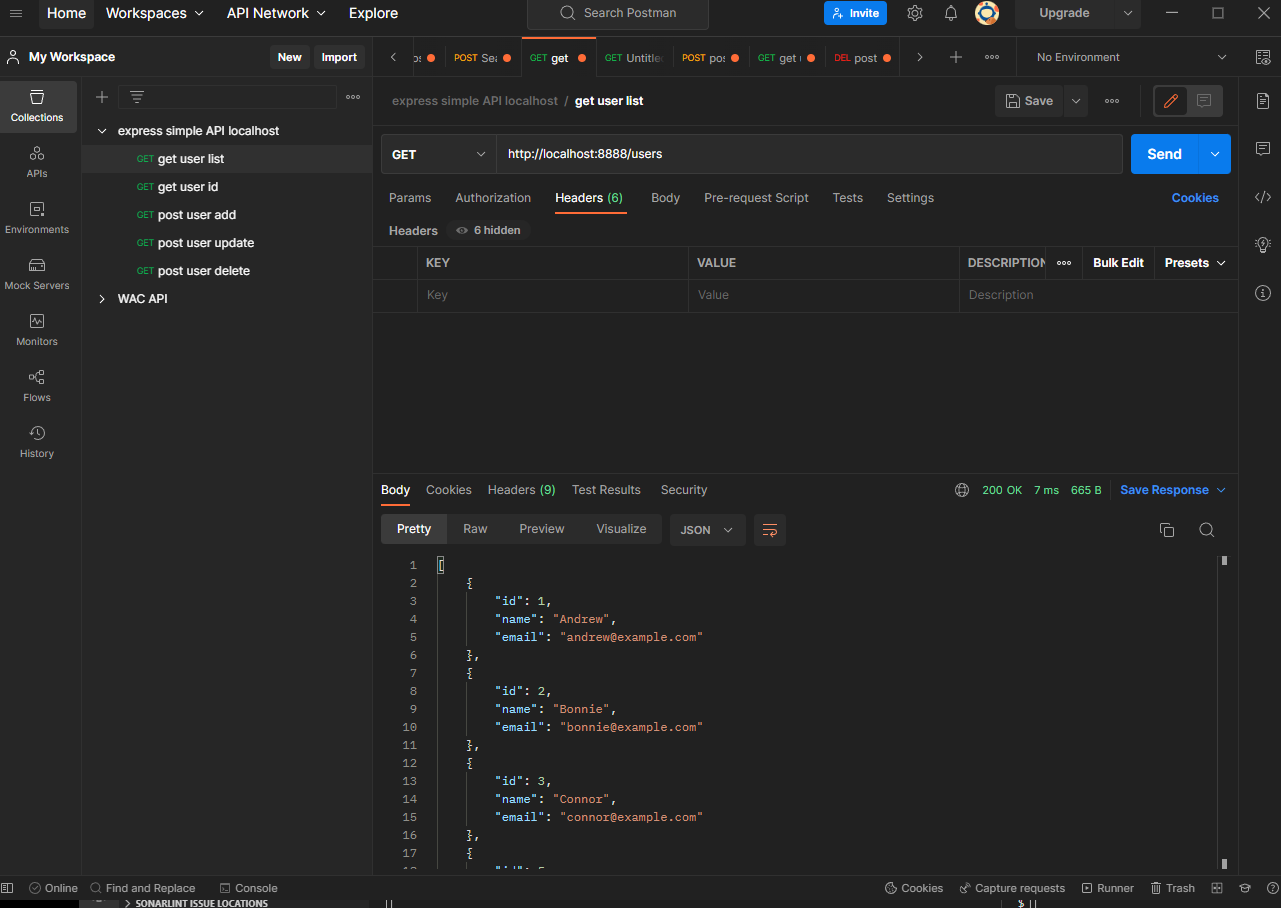 Home Workspaces API Network Explore Search Postman Invite Upgrade
My Workspace New Import
POST GET get GET Untitle POST pos GET get DEL post No Environment
Collections
APIs
Environments
Mock Servers
Monitors
Flows
History
express simple API localhost
GET get user list
GET get user id
GET post user add
GET post user update
GET post user delete
WAC API
express simple API localhost / get user list Save
GET http://localhost:8888/users Send
Params Authorization Headers (6) Body Pre-request Script Tests Settings Cookies
Headers 6 hidden
KEY VALUE DESCRIPTION Bulk Edit Presets
Key Value Description
Body Cookies Headers (9) Test Results Security 200 OK 7 ms 665 B Save Response
Pretty Raw Preview Visualize JSON
1 [
2 {
3 "id": 1,
4 "name": "Andrew",
5 "email": "andrew@example.com"
6 },
7 {
8 "id": 2,
9 "name": "Bonnie",
10 "email": "bonnie@example.com"
11 },
12 {
13 "id": 3,
14 "name": "Connor",
15 "email": "connor@example.com"
16 },
17 {
Online Find and Replace Console Cookies Capture requests Runner Trash
SONARLINT ISSUE LOCATIONS $